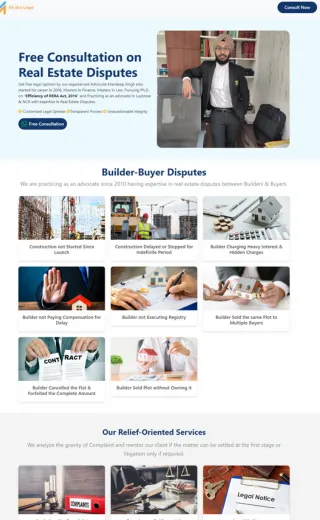 Consult Now
Free Consultation on
Real Estate Disputes
Get free legal opinion by our experienced Advocate Mandeep Singh who
started his career in 2006, Masters in Finance, Masters in Law, Pursuing Ph.D.
on "Efficiency of RERA Act, 2016" and Practicing as an advocate in Lucknow
& NCR with expertise in Real Estate Disputes.
Customised Legal Opinion Transparent Process Unquestionable Integrity
Free Consultation
Builder-Buyer Disputes
We are practicing as an advocate since 2010 having expertise in real estate disputes between Builders & Buyers
Construction not Started Since
Launch
Construction Delayed or Stopped for
Indefinite Period
Builder Charging Heavy Interest &
Hidden Charges
Builder not Paying Compensation for
Delay
Builder not Executing Registry
Builder Sold the same Plot to
Multiple Buyers
CONTRACT
Builder Cancelled the Flat &
Forfeited the Complete Amount
Builder Sold Plot without Owning it
Our Relief-Oriented Services
We analyze the gravity of Complaint and mentor our client if the matter can be settled at the first stage or
litigation only if required.
COMPLAINTS
Legal Notice